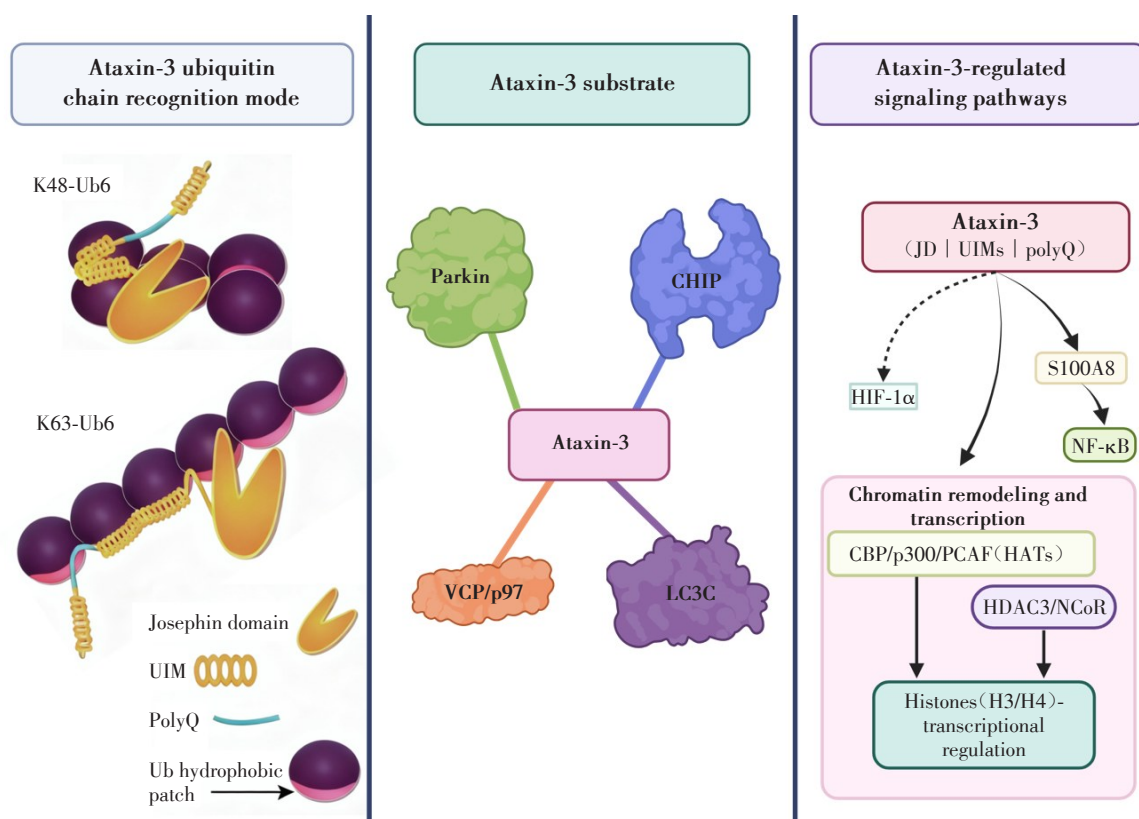 Ataxin-3 ubiquitin
chain recognition mode
K48-Ub6
K63-Ub6
Josephin domain
UIM
PolyQ
Ub hydrophobic
patch
Ataxin-3 substrate
Parkin
CHIP
Ataxin-3
VCP/p97
LC3C
Ataxin-3-regulated
signaling pathways
Ataxin-3
(JD | UIMs | polyQ)
S100A8
HIF-1α
NF-κB
Chromatin remodeling and
transcription
CBP/p300/PCAF(HATs)
HDAC3/NCoR
Histones(H3/H4)-
transcriptional
regulation